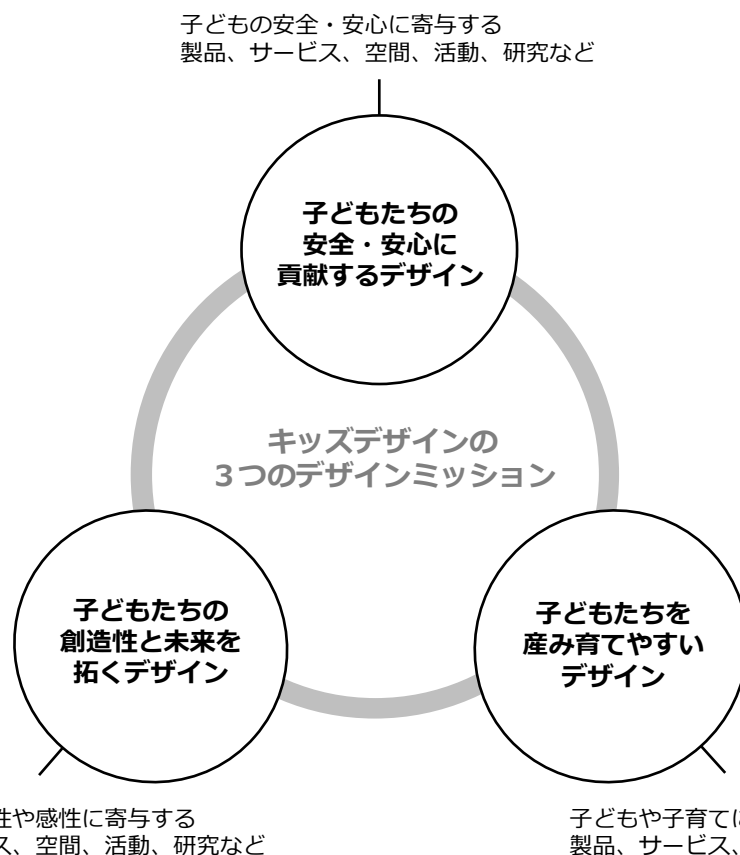 子どもの安全・安心に寄与する
製品、サービス、空間、活動、研究など
子どもたちの
安全・安心に
貢献するデザイン
キッズデザインの
３つのデザインミッション
子どもたちの
創造性と未来を
拓くデザイン
子どもたちを
産み育てやすい
デザイン
性や感性に寄与する
ス、空間、活動、研究など
子どもや子育てに
製品、サービス、